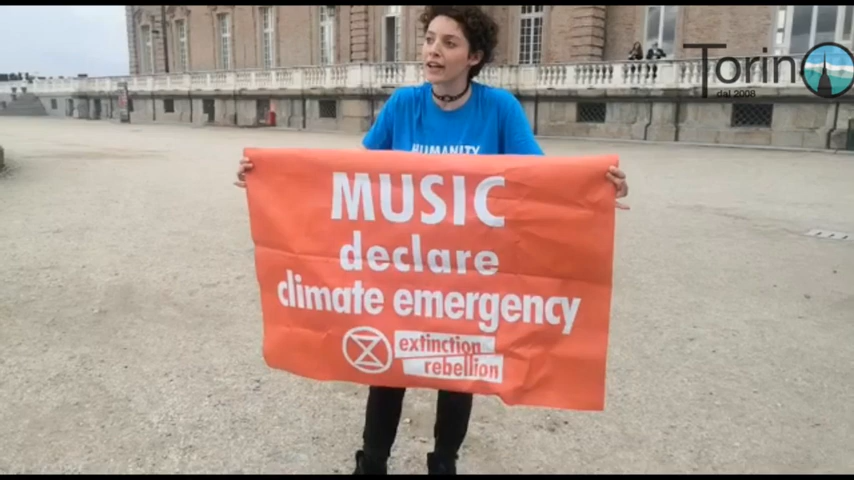 TorinO
dal 2008
HUMANITY
MUSIC
declare
climate emergency
extinction
rebellion